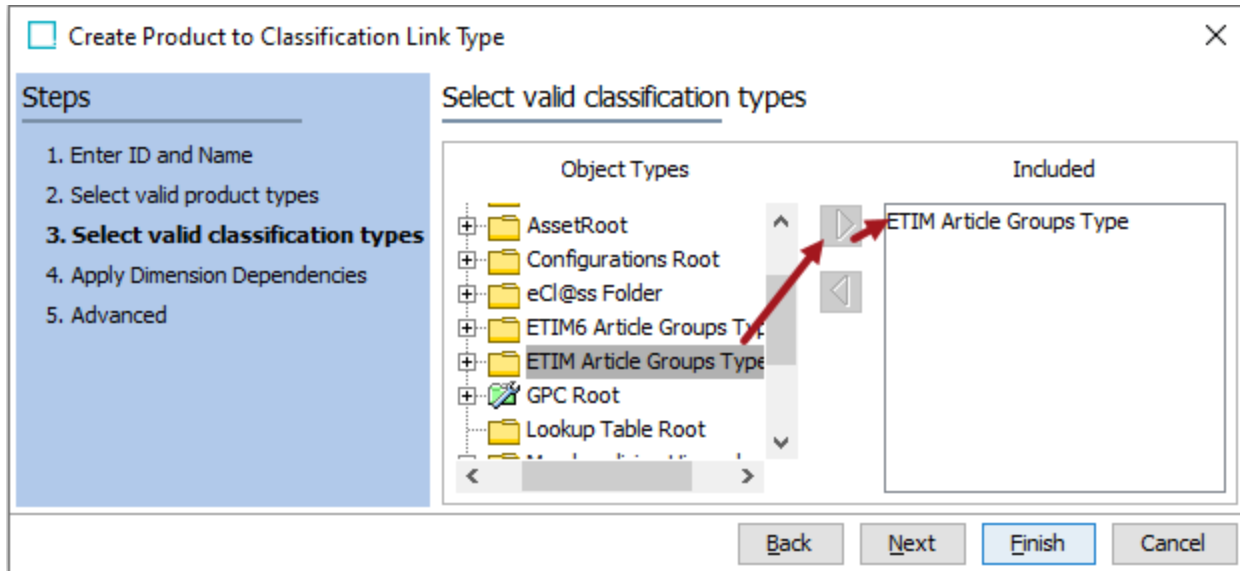 Create Product to Classification Link Type
Steps
1. Enter ID and Name
2. Select valid product types
3. Select valid classification types
4. Apply Dimension Dependencies
5. Advanced
Select valid classification types
Object Types
AssetRoot
Configurations Root
eCl@ss Folder
ETIM6 Article Groups
ETIM Article Groups Type
GPC Root
Lookup Table Root
Included
ETIM Article Groups Type
Back
Next
Finish
Cancel